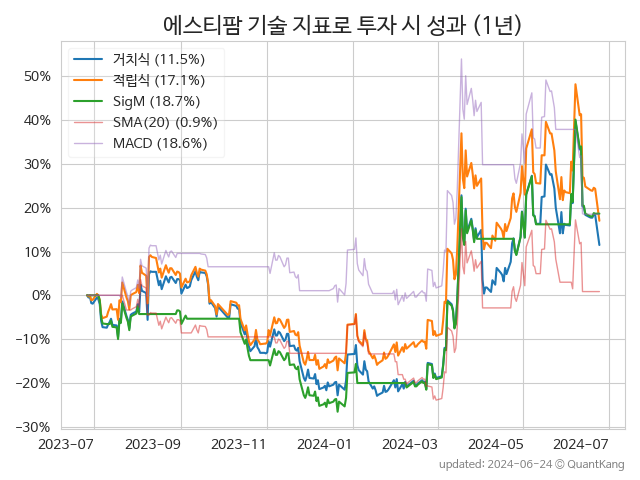 에스티팜 기술 지표로 투자 시 성과 (1년)
거치식 (11.5%)
적립식 (17.1%)
SigM (18.7%)
SMA(20) (0.9%)
MACD (18.6%)
50%
40%
30%
20%
10%
0%
−10%
−20%
−30%
2023-07 2023-09 2023-11 2024-01 2024-03 2024-05 2024-07
updated: 2024-06-24 © QuantKang